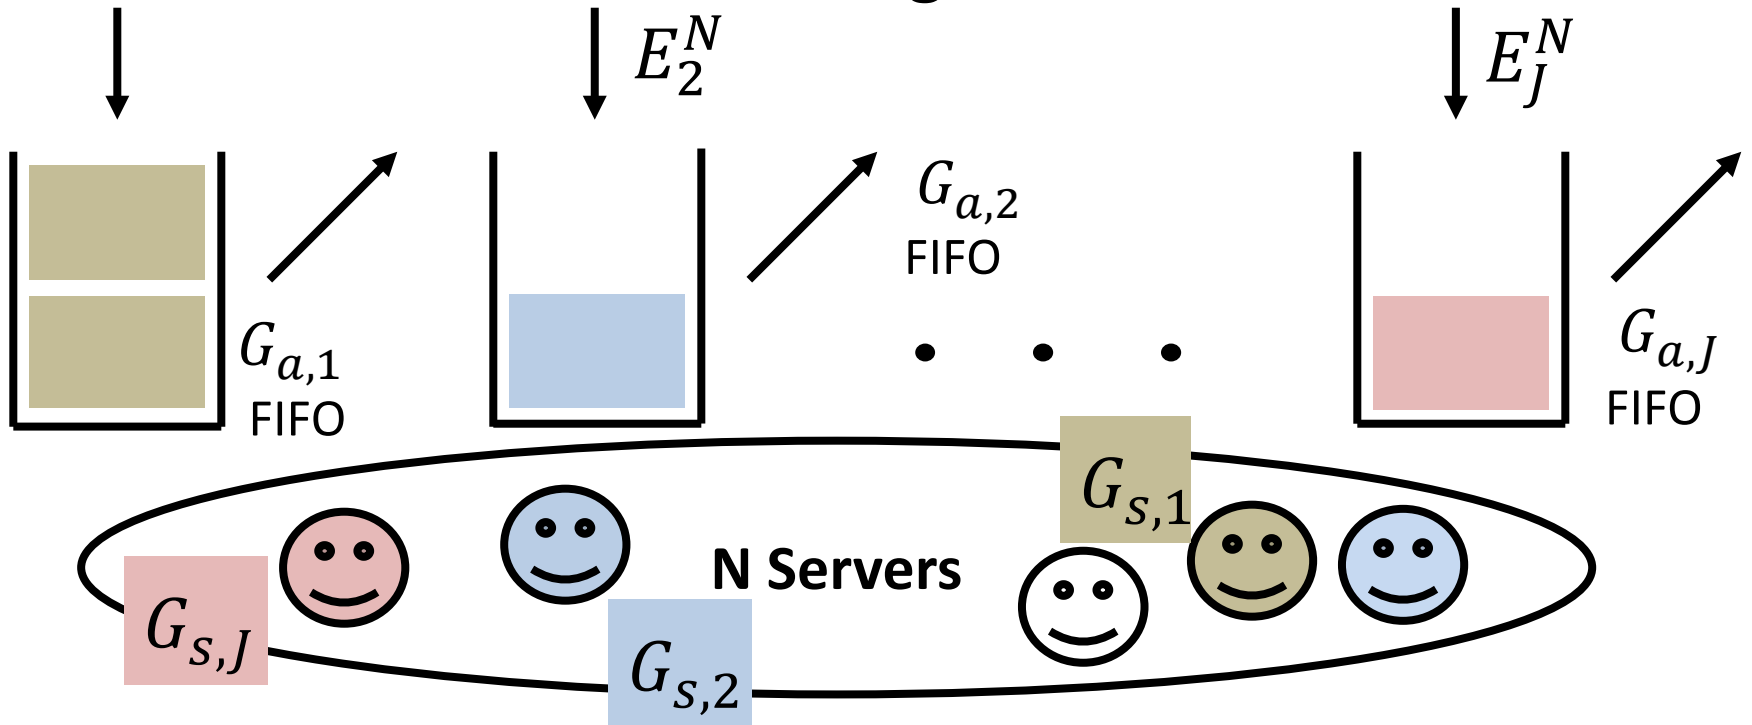 E_2^N
E_J^N
G_{a,2}
FIFO
G_{a,1}
FIFO
G_{a,J}
FIFO
G_{s,1}
N Servers
G_{s,J}
G_{s,2}